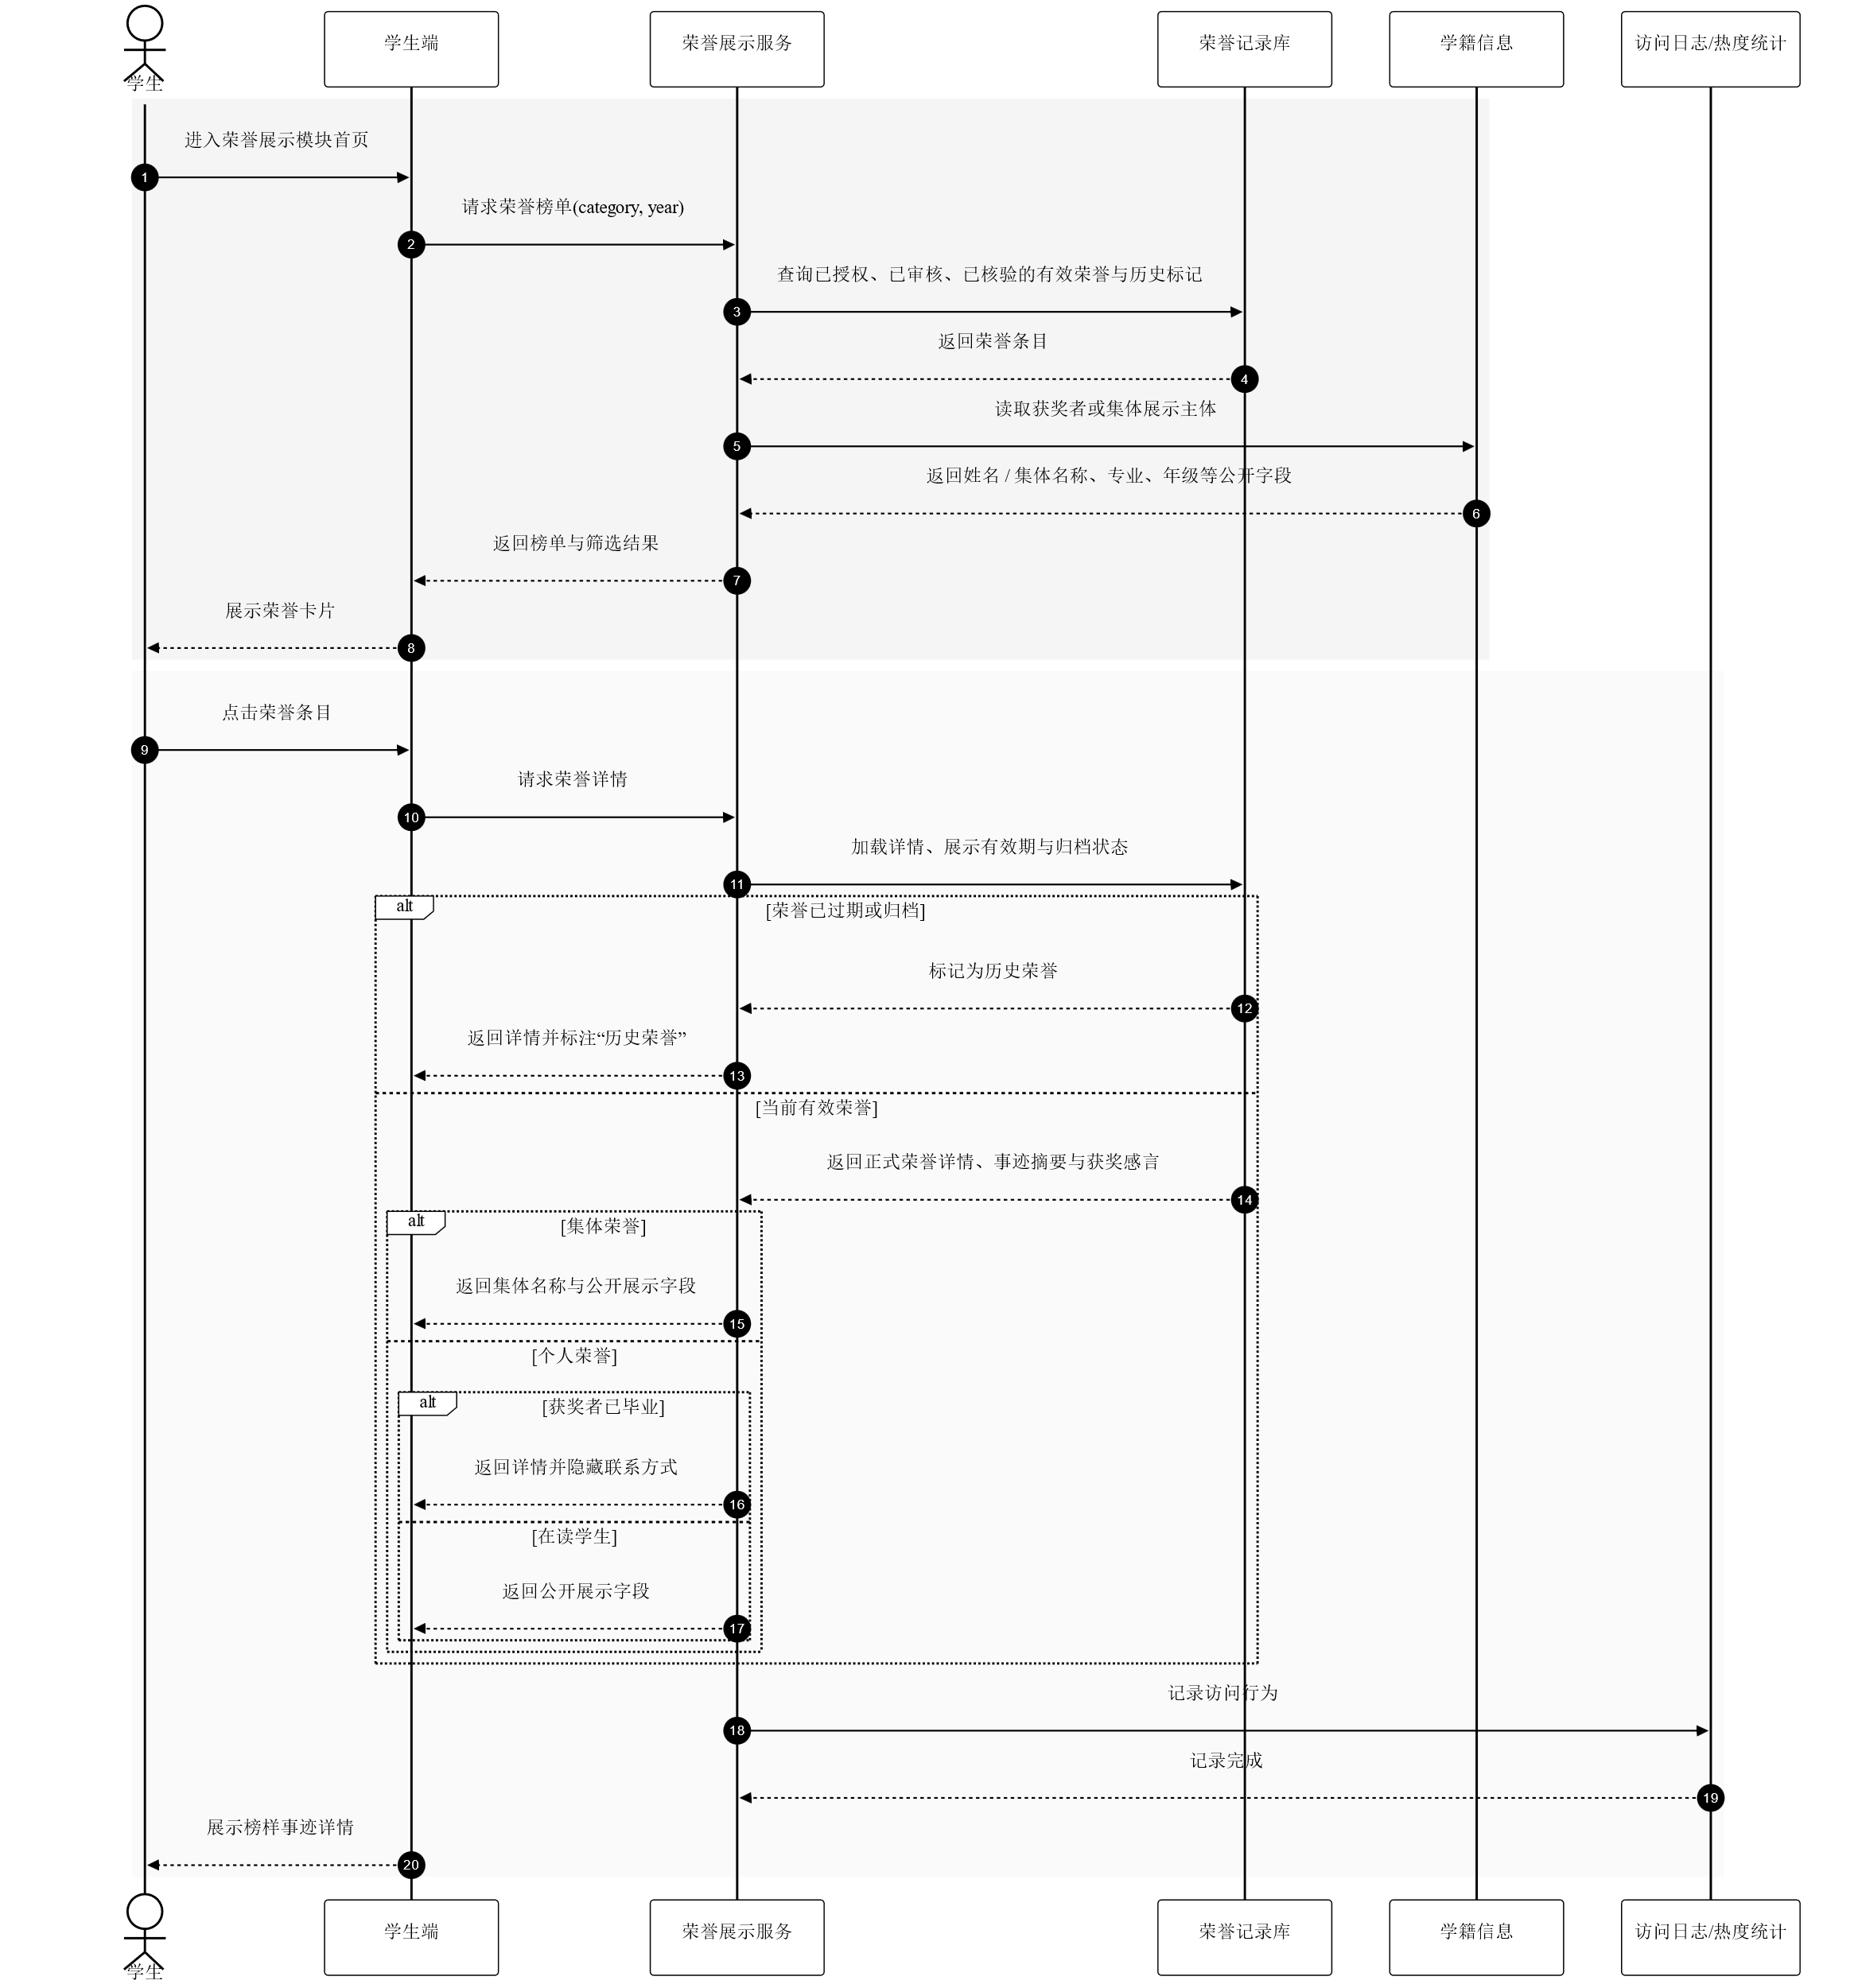 学生
学生端
荣誉展示服务
荣誉记录库
学籍信息
访问日志/热度统计
进入荣誉展示模块首页
1
请求荣誉榜单(category, year)
2
查询已授权、已审核、已核验的有效荣誉与历史标记
3
返回荣誉条目
4
读取获奖者或集体展示主体
5
返回姓名 / 集体名称、专业、年级等公开字段
6
返回榜单与筛选结果
7
展示荣誉卡片
8
点击荣誉条目
9
请求荣誉详情
10
加载详情、展示有效期与归档状态
11
alt
[荣誉已过期或归档]
标记为历史荣誉
12
返回详情并标注“历史荣誉”
13
[当前有效荣誉]
返回正式荣誉详情、事迹摘要与获奖感言
14
alt
[集体荣誉]
返回集体名称与公开展示字段
15
[个人荣誉]
alt
[获奖者已毕业]
返回详情并隐藏联系方式
16
[在读学生]
返回公开展示字段
17
记录访问行为
18
记录完成
19
展示榜样事迹详情
20
学生
学生端
荣誉展示服务
荣誉记录库
学籍信息
访问日志/热度统计